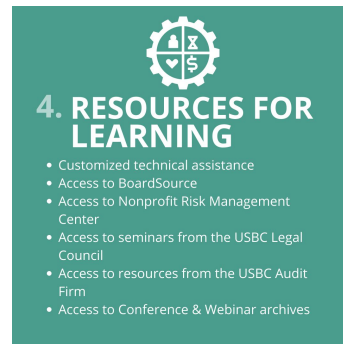 4. RESOURCES FOR
LEARNING
• Customized technical assistance
• Access to BoardSource
• Access to Nonprofit Risk Management
Center
• Access to seminars from the USBC Legal
Council
• Access to resources from the USBC Audit
Firm
• Access to Conference & Webinar archives